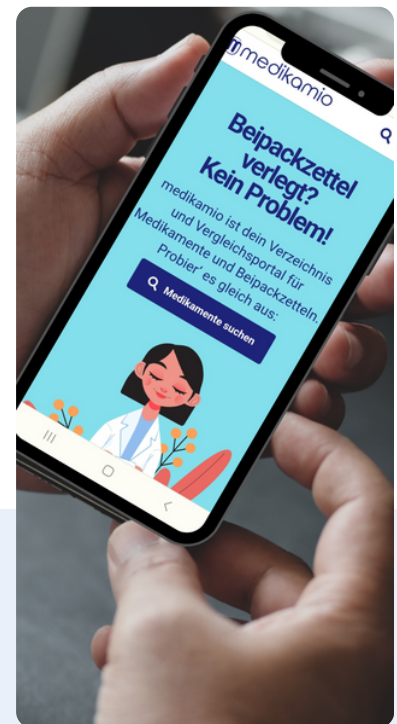 medikamio
Beipackzettel
verlegt?
Kein Problem!
medikamio ist dein Verzeichnis
und Vergleichsportal für
Medikamente und Beipackzetteln.
Probier' es gleich aus:
Medikamente suchen